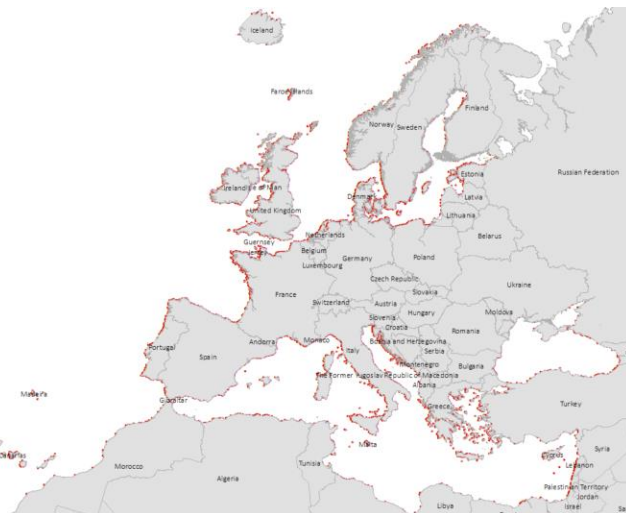 Iceland
Faroe Islands
Finland
Norway
Sweden
Russian Federation
Estonia
Latvia
Denmark
Lithuania
Ireland
Isle of Man
United Kingdom
Belarus
Netherlands
Guernsey
Jersey
Belgium
Germany
Poland
Luxembourg
Czech Republic
Ukraine
Slovakia
France
Switzerland
Austria
Hungary
Moldova
Slovenia
Croatia
Romania
Andorra
Monaco
Italy
Bosnia and Herzegovina
Serbia
Portugal
Spain
Montenegro
Bulgaria
The Former Yugoslav Republic of Macedonia
Albania
Madeira
Gibraltar
Greece
Turkey
Malta
Cyprus
Syria
Canarias
Morocco
Tunisia
Lebanon
Algeria
Palestinian Territory
Jordan
Libya
Egypt
Israel
Sa